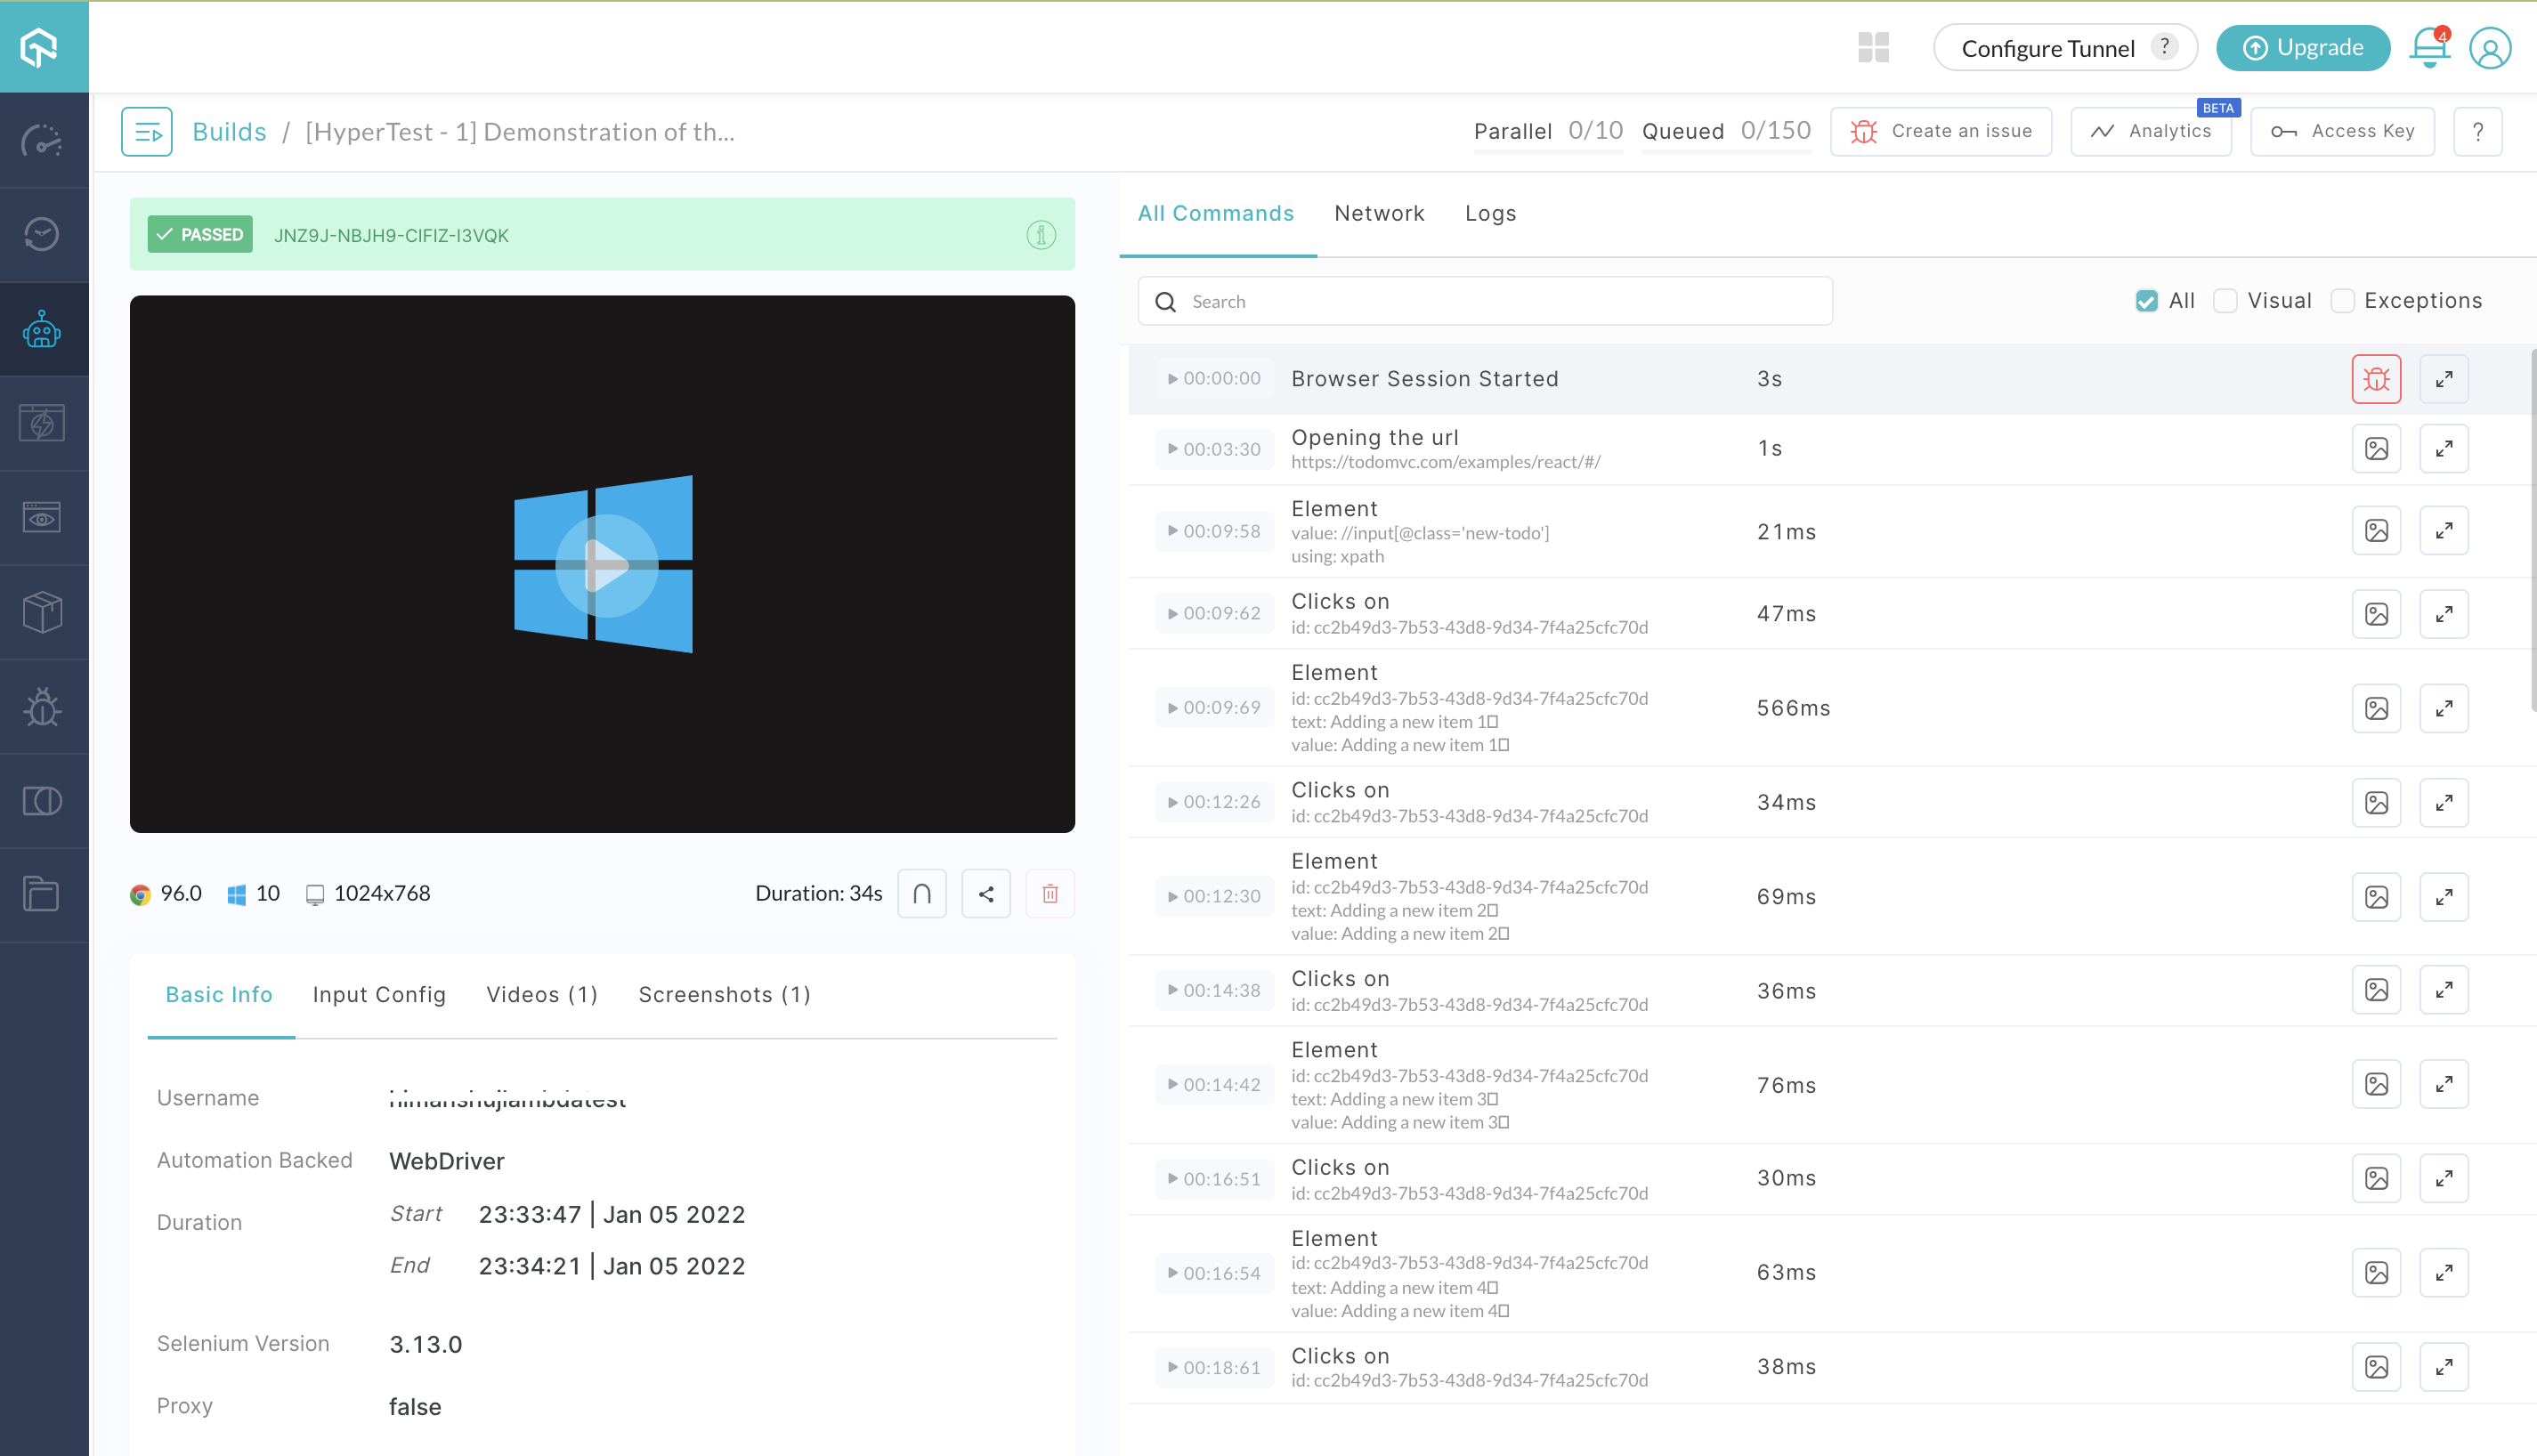 Configure Tunnel ?
Upgrade
4
Builds / [HyperTest - 1] Demonstration of th...
Parallel 0/10 Queued 0/150
Create an issue
Analytics
BETA
Access Key
?
PASSED JNZ9J-NBJH9-CIFIZ-I3VQK
96.0 10 1024x768
Duration: 34s
Basic Info Input Config Videos (1) Screenshots (1)
Username
Automation Backed WebDriver
Duration Start 23:33:47 | Jan 05 2022
End 23:34:21 | Jan 05 2022
Selenium Version 3.13.0
Proxy false
All Commands Network Logs
Search
All Visual Exceptions
00:00:00 Browser Session Started 3s
00:03:30 Opening the url 1s
https://todomvc.com/examples/react/#/
00:09:58 Element 21ms
value: //input[@class='new-todo']
using: xpath
00:09:62 Clicks on 47ms
id: cc2b49d3-7b53-43d8-9d34-7f4a25cfc70d
00:09:69 Element 566ms
id: cc2b49d3-7b53-43d8-9d34-7f4a25cfc70d
text: Adding a new item 1
value: Adding a new item 1
00:12:26 Clicks on 34ms
id: cc2b49d3-7b53-43d8-9d34-7f4a25cfc70d
00:12:30 Element 69ms
id: cc2b49d3-7b53-43d8-9d34-7f4a25cfc70d
text: Adding a new item 2
value: Adding a new item 2
00:14:38 Clicks on 36ms
id: cc2b49d3-7b53-43d8-9d34-7f4a25cfc70d
00:14:42 Element 76ms
id: cc2b49d3-7b53-43d8-9d34-7f4a25cfc70d
text: Adding a new item 3
value: Adding a new item 3
00:16:51 Clicks on 30ms
id: cc2b49d3-7b53-43d8-9d34-7f4a25cfc70d
00:16:54 Element 63ms
id: cc2b49d3-7b53-43d8-9d34-7f4a25cfc70d
text: Adding a new item 4
value: Adding a new item 4
00:18:61 Clicks on 38ms
id: cc2b49d3-7b53-43d8-9d34-7f4a25cfc70d